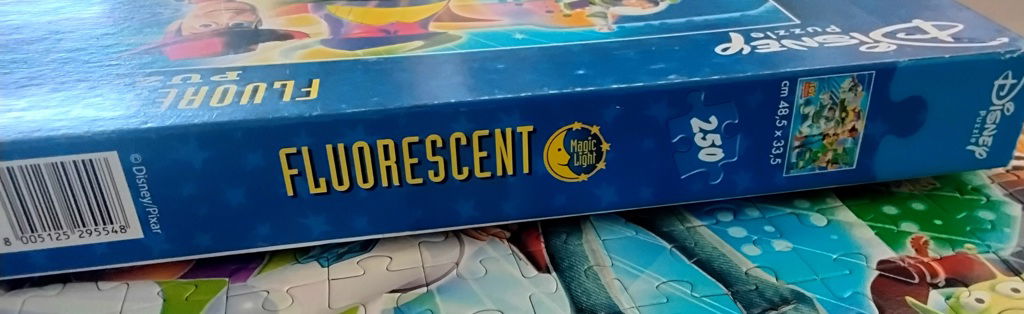 DISNEY
Puzzle
FLUORE
PU
8 005125 295548
© Disney/Pixar
FLUORESCENT
Magic
Light
250
cm 48,5 x 33,5
DISNEY
Puzzle